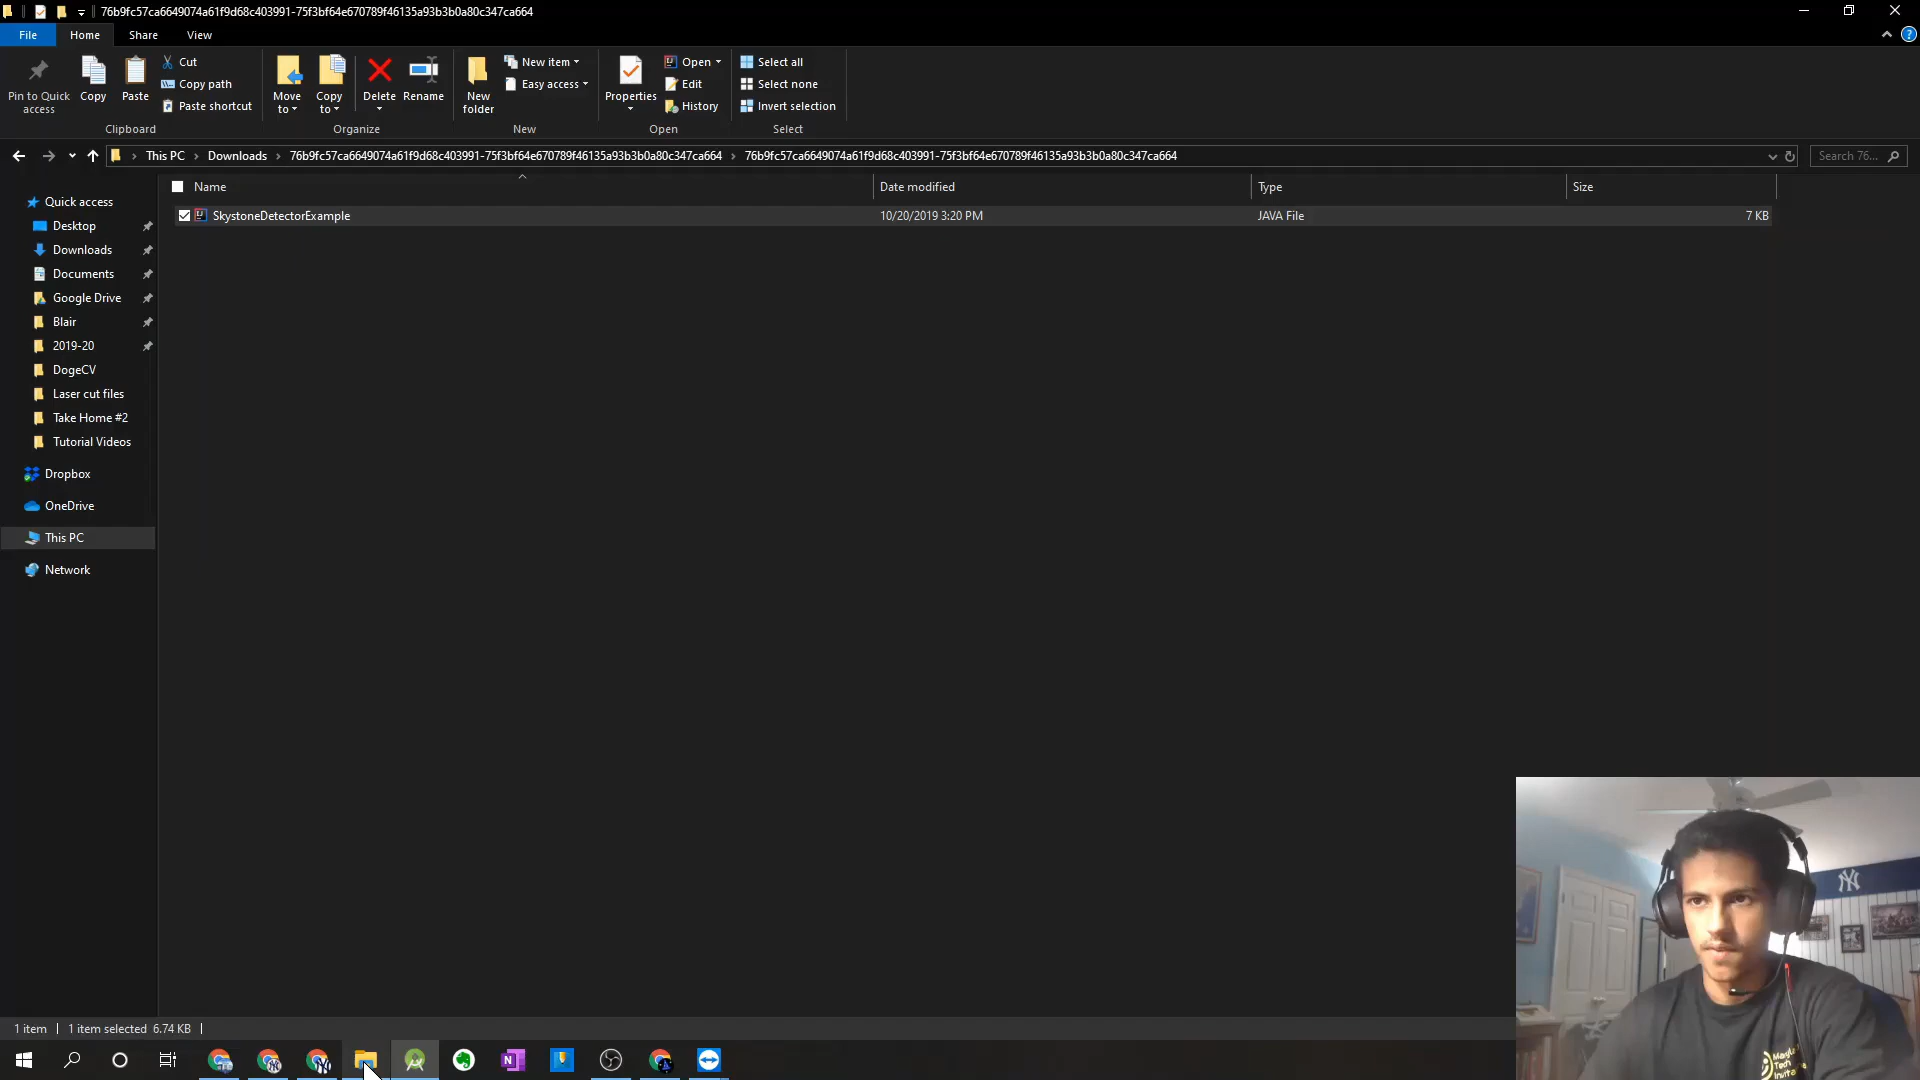 76b9fc57ca6649074a61f9d68c403991-75f3bf64e670789f46135a93b3b0a80c347ca664
File Home Share View
Pin to Quick access
Copy
Paste
Cut
Copy path
Paste shortcut
Clipboard
Move to
Copy to
Delete
Rename
Organize
New folder
New item
Easy access
New
Properties
Open
Edit
History
Open
Select all
Select none
Invert selection
Select
This PC > Downloads > 76b9fc57ca6649074a61f9d68c403991-75f3bf64e670789f46135a93b3b0a80c347ca664 > 76b9fc57ca6649074a61f9d68c403991-75f3bf64e670789f46135a93b3b0a80c347ca664
Search 76...
Name Date modified Type Size
SkystoneDetectorExample 10/20/2019 3:20 PM JAVA File 7 KB
Quick access
Desktop
Downloads
Documents
Google Drive
Blair
2019-20
DogeCV
Laser cut files
Take Home #2
Tutorial Videos
Dropbox
OneDrive
This PC
Network
1 item 1 item selected 6.74 KB
NY
Tech